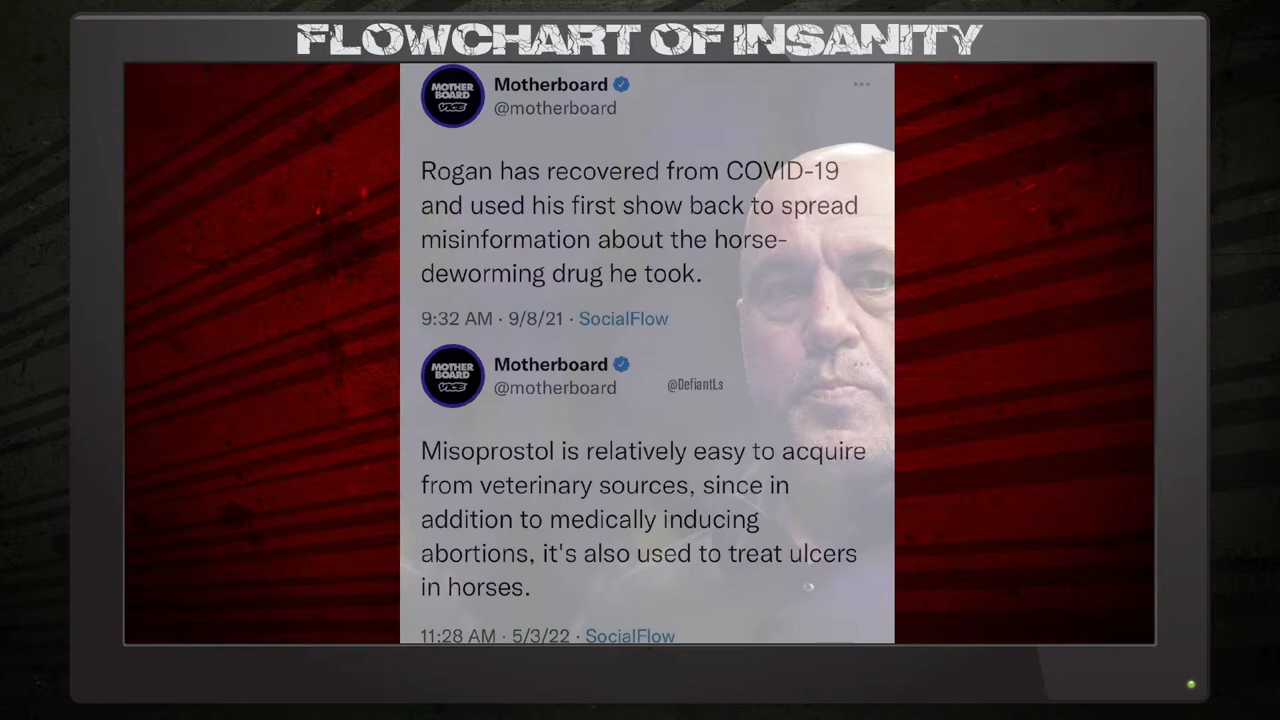 FLOWCHART OF INSANITY
MOTHER
BOARD
VICE
Motherboard
@motherboard
Rogan has recovered from COVID-19
and used his first show back to spread
misinformation about the horse-
deworming drug he took.
9:32 AM · 9/8/21 · SocialFlow
MOTHER
BOARD
VICE
Motherboard
@motherboard
@DefiantLs
Misoprostol is relatively easy to acquire
from veterinary sources, since in
addition to medically inducing
abortions, it's also used to treat ulcers
in horses.
11:28 AM · 5/3/22 · SocialFlow